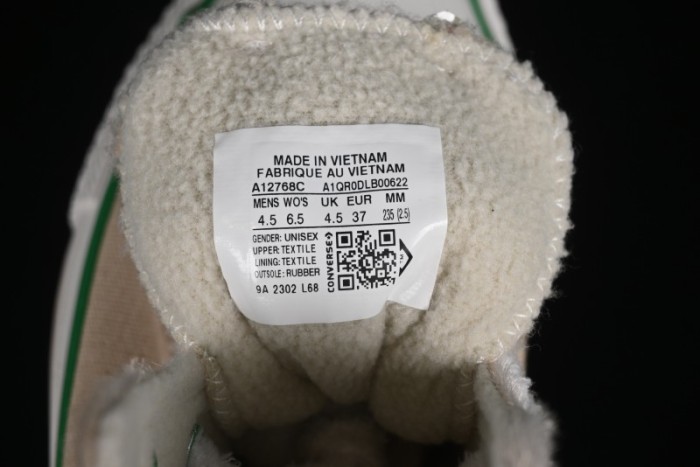 MADE IN VIETNAM
FABRIQUE AU VIETNAM
A12768C A1QR0DLB00622
MENS WO'S UK EUR MM
4.5 6.5 4.5 37 235 (2.5)
GENDER: UNISEX
UPPER: TEXTILE
LINING: TEXTILE
OUTSOLE: RUBBER
9A 2302 L68
CONVERSE